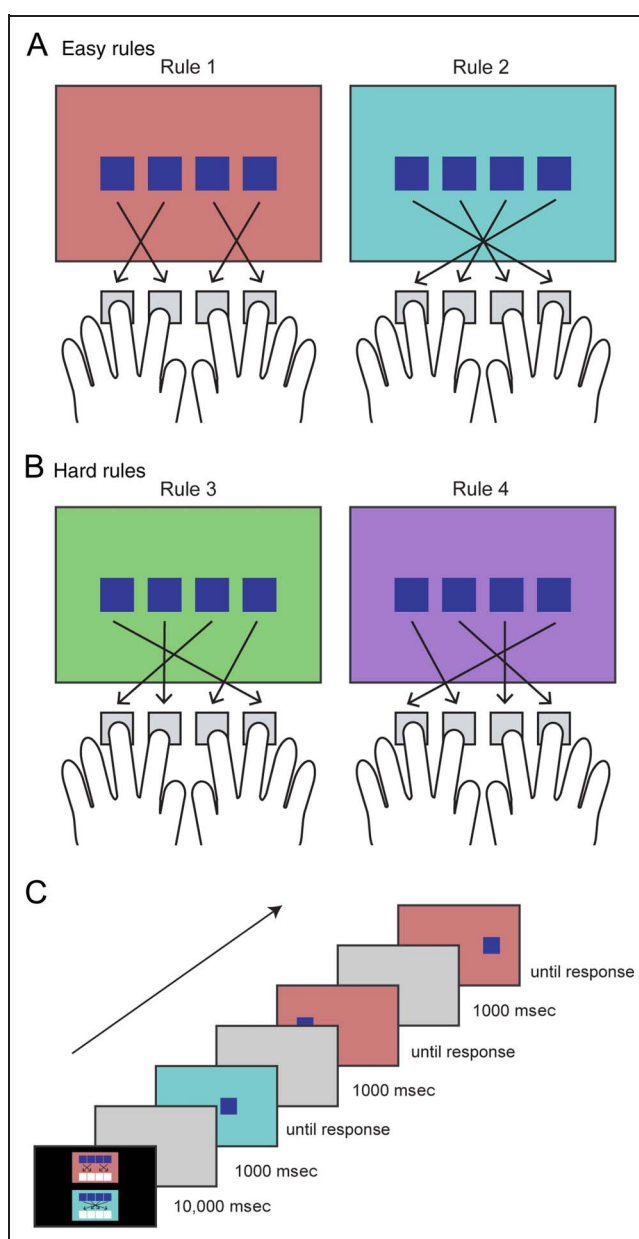 A Easy rules
Rule 1
Rule 2
B Hard rules
Rule 3
Rule 4
C
until response
1000 msec
until response
1000 msec
until response
1000 msec
10,000 msec